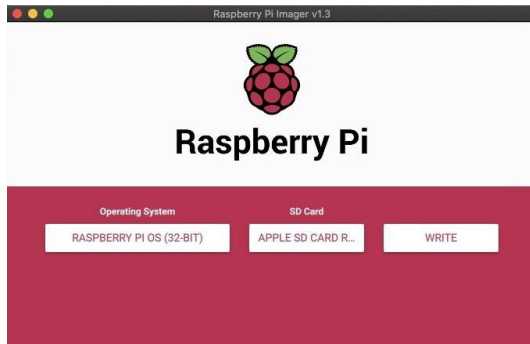 Raspberry Pi Imager v1.3
Raspberry Pi
Operating System
SD Card
RASPBERRY PI OS (32-BIT)
APPLE SD CARD R...
WRITE